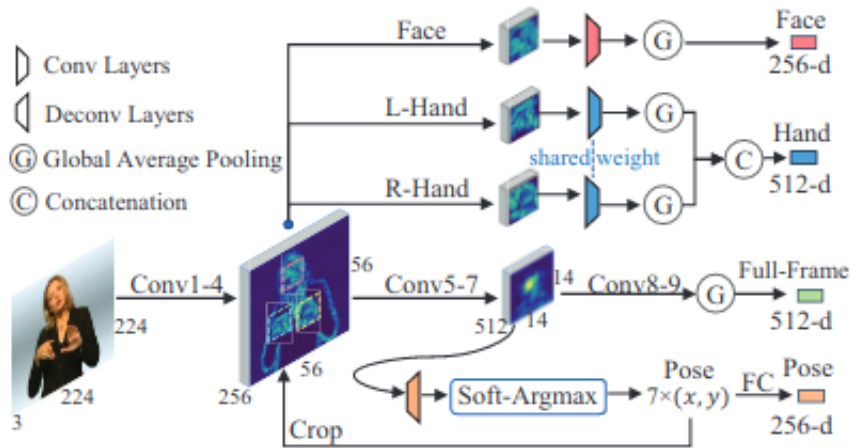 Conv Layers
Deconv Layers
G Global Average Pooling
C Concatenation
Face
G
256-d
L-Hand
G
shared weight
C
Hand
512-d
R-Hand
G
3
224
224
Conv1-4
256
56
56
Conv5-7
512
14
14
Conv8-9
G
Full-Frame
512-d
Soft-Argmax
Pose
7×(x, y)
FC
Pose
256-d
Crop